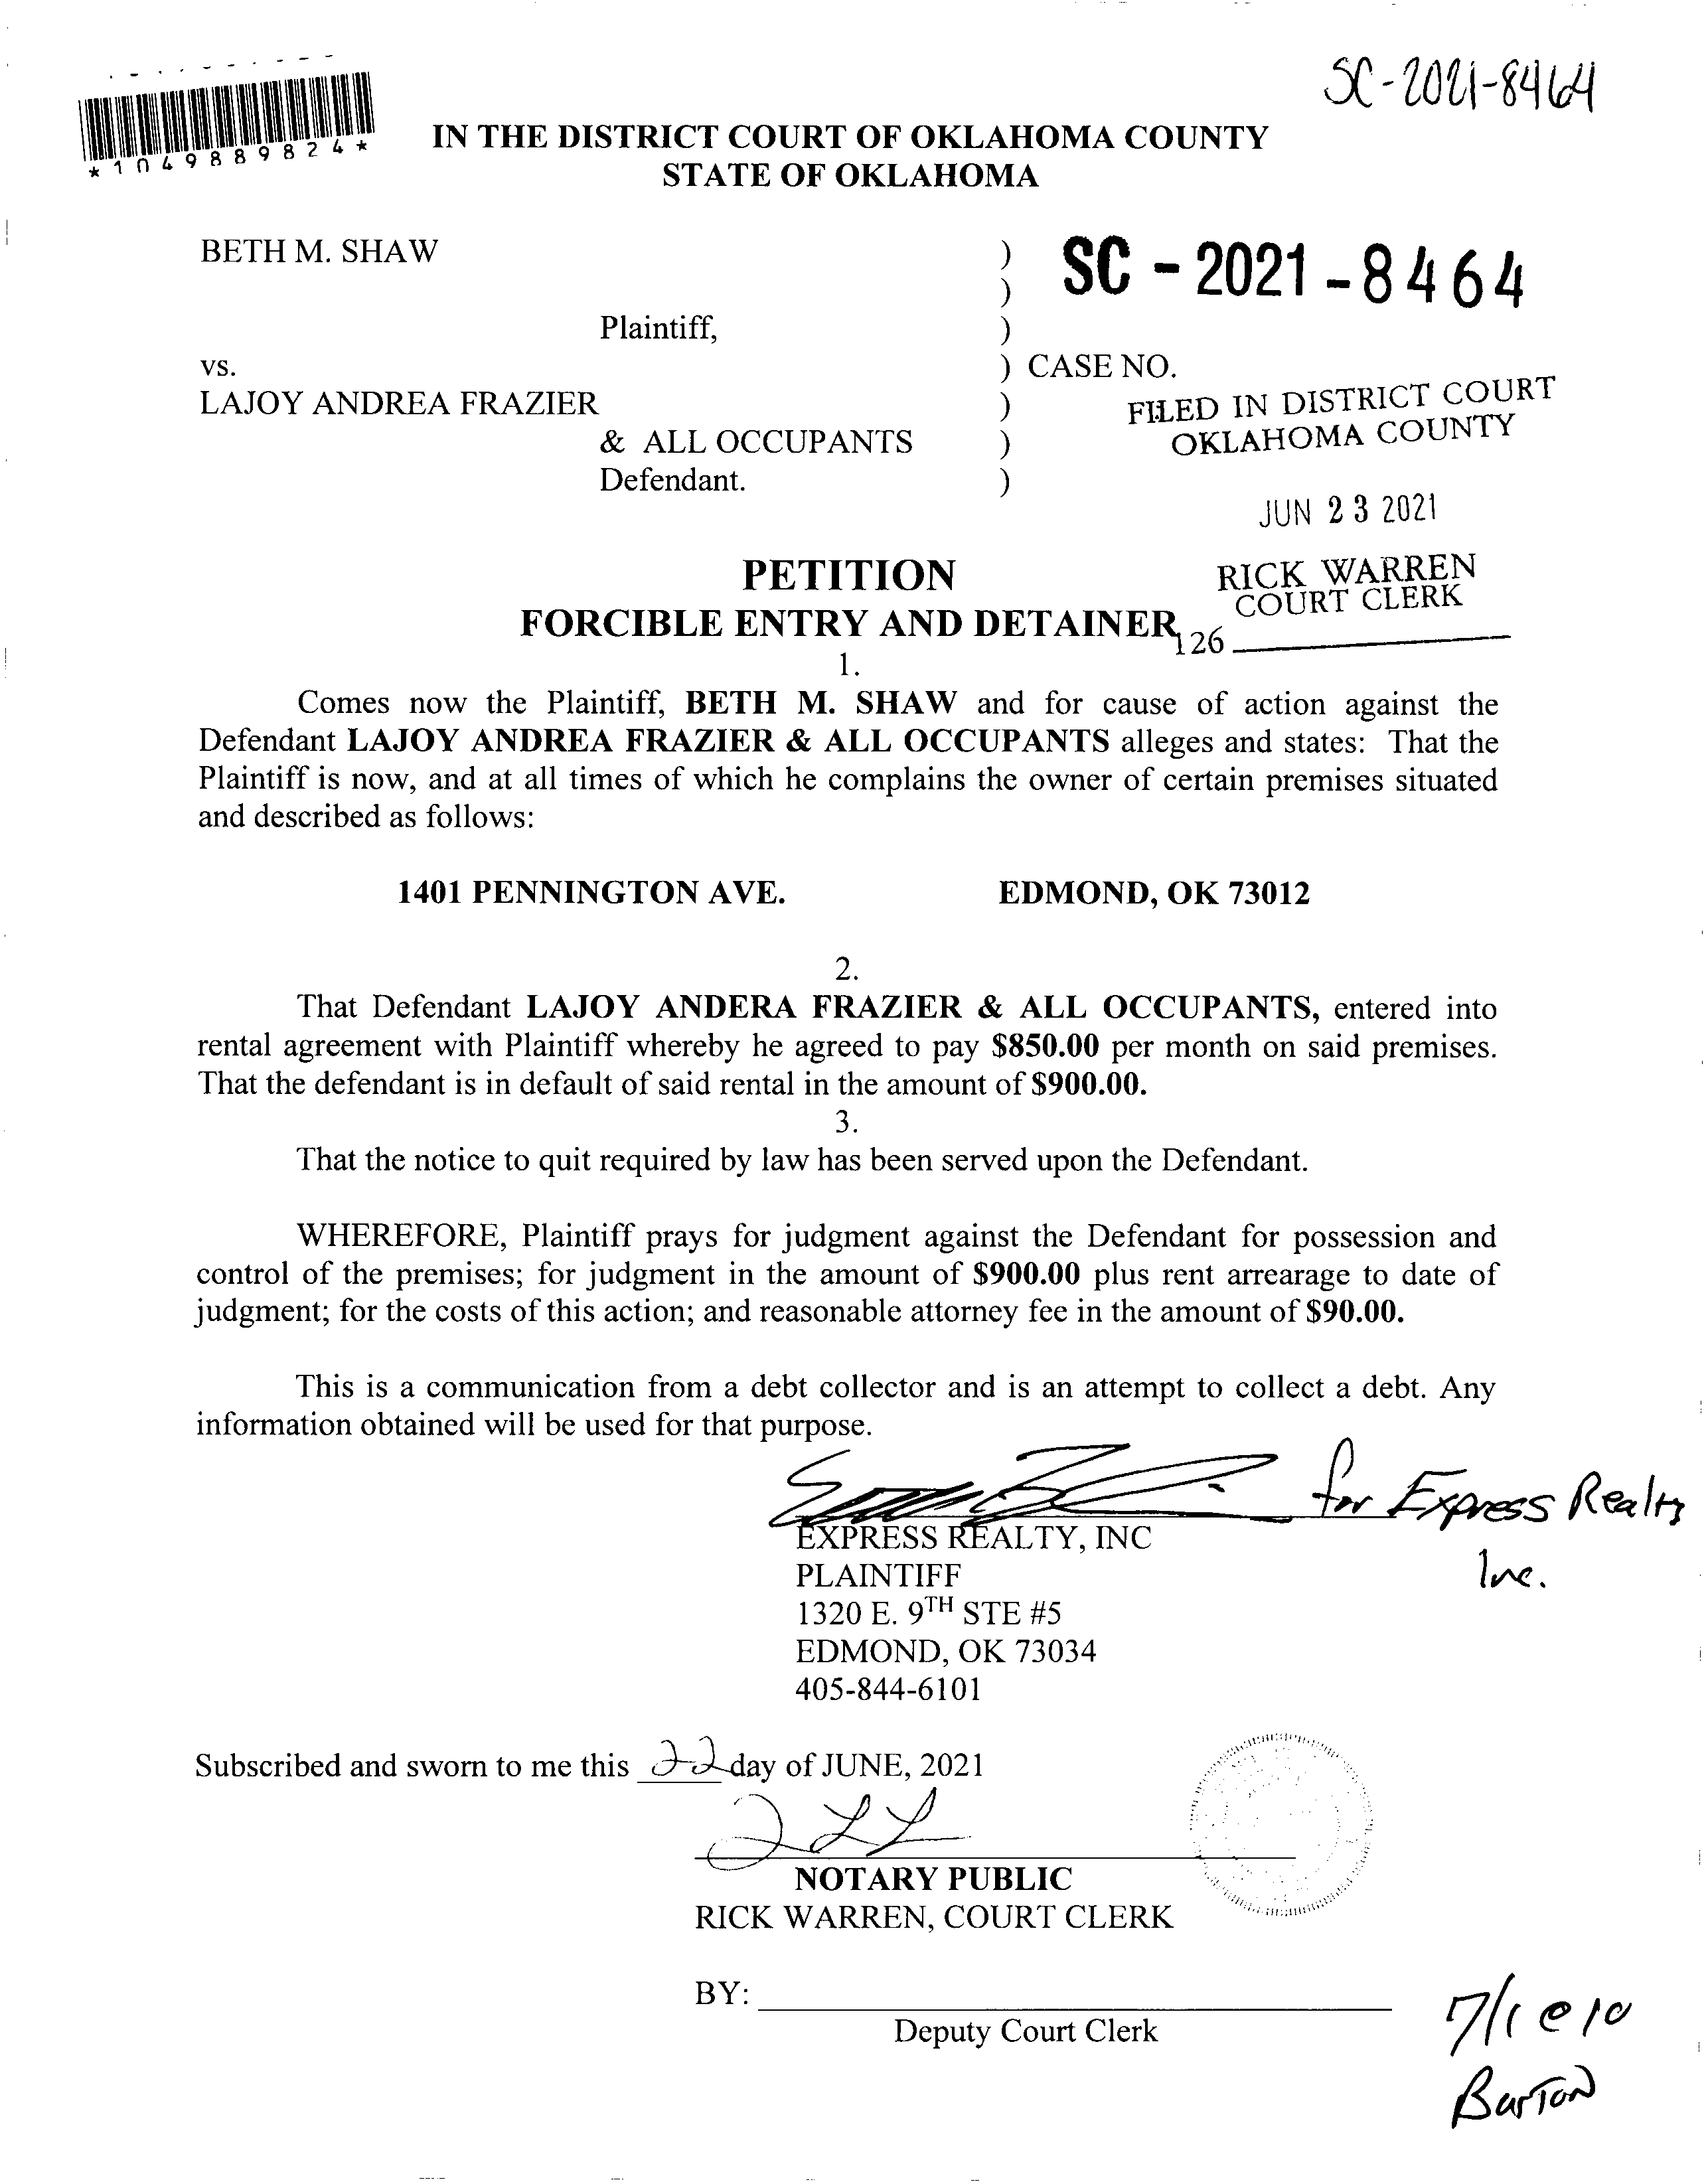 SC-2021-8464
*1049889824*
IN THE DISTRICT COURT OF OKLAHOMA COUNTY
STATE OF OKLAHOMA
BETH M. SHAW )
) SC - 2021 - 8464
Plaintiff, )
vs. ) CASE NO.
LAJOY ANDREA FRAZIER )
FILED IN DISTRICT COURT
& ALL OCCUPANTS )
OKLAHOMA COUNTY
Defendant. )
JUN 23 2021
PETITION
RICK WARREN
COURT CLERK
FORCIBLE ENTRY AND DETAINER
126
1.
Comes now the Plaintiff, BETH M. SHAW and for cause of action against the
Defendant LAJOY ANDREA FRAZIER & ALL OCCUPANTS alleges and states: That the
Plaintiff is now, and at all times of which he complains the owner of certain premises situated
and described as follows:
1401 PENNINGTON AVE. EDMOND, OK 73012
2.
That Defendant LAJOY ANDERA FRAZIER & ALL OCCUPANTS, entered into
rental agreement with Plaintiff whereby he agreed to pay $850.00 per month on said premises.
That the defendant is in default of said rental in the amount of $900.00.
3.
That the notice to quit required by law has been served upon the Defendant.
WHEREFORE, Plaintiff prays for judgment against the Defendant for possession and
control of the premises; for judgment in the amount of $900.00 plus rent arrearage to date of
judgment; for the costs of this action; and reasonable attorney fee in the amount of $90.00.
This is a communication from a debt collector and is an attempt to collect a debt. Any
information obtained will be used for that purpose.
for Express Realty
Inc.
EXPRESS REALTY, INC
PLAINTIFF
1320 E. 9TH STE #5
EDMOND, OK 73034
405-844-6101
Subscribed and sworn to me this 22 day of JUNE, 2021
NOTARY PUBLIC
RICK WARREN, COURT CLERK
BY:
Deputy Court Clerk
7/1 @ 10
Barton